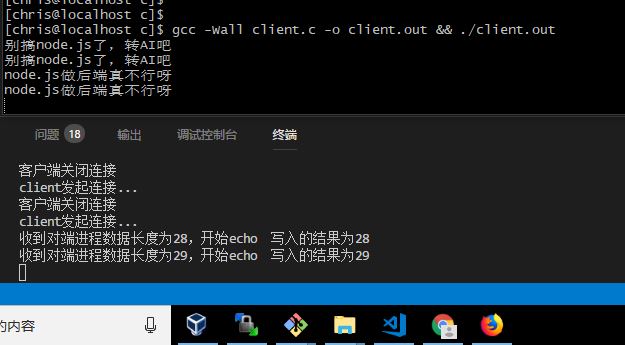 [chris@localhost c]$
[chris@localhost c]$
[chris@localhost c]$ gcc -Wall client.c -o client.out && ./client.out
别搞node.js了，转AI吧
别搞node.js了，转AI吧
node.js做后端真不行呀
node.js做后端真不行呀
问题 18 输出 调试控制台 终端
客户端关闭连接
client发起连接...
客户端关闭连接
client发起连接...
收到对端进程数据长度为28，开始echo 写入的结果为28
收到对端进程数据长度为29，开始echo 写入的结果为29
的内容